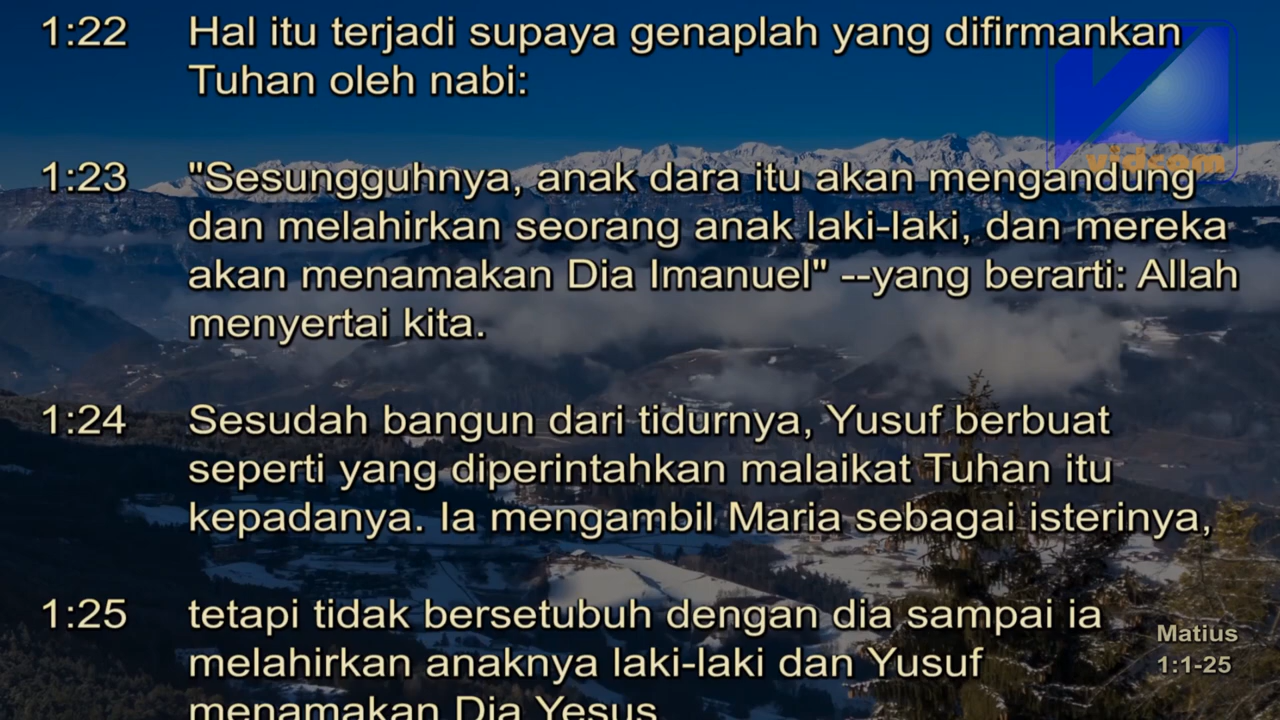 1:22 Hal itu terjadi supaya genaplah yang difirmankan
Tuhan oleh nabi:
vidcom
1:23 "Sesungguhnya, anak dara itu akan mengandung
dan melahirkan seorang anak laki-laki, dan mereka
akan menamakan Dia Imanuel" --yang berarti: Allah
menyertai kita.
1:24 Sesudah bangun dari tidurnya, Yusuf berbuat
seperti yang diperintahkan malaikat Tuhan itu
kepadanya. Ia mengambil Maria sebagai isterinya,
1:25 tetapi tidak bersetubuh dengan dia sampai ia
melahirkan anaknya laki-laki dan Yusuf
menamakan Dia Yesus.
Matius
1:1-25